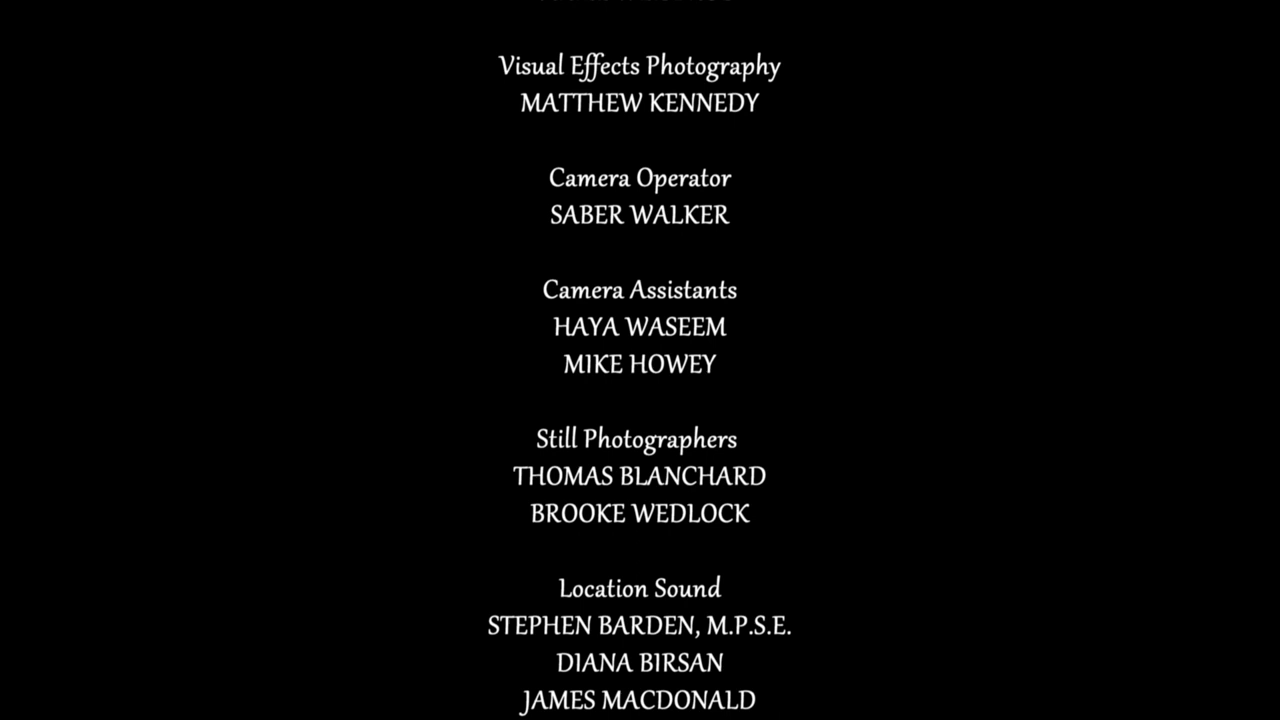 Visual Effects Photography
MATTHEW KENNEDY
Camera Operator
SABER WALKER
Camera Assistants
HAYA WASEEM
MIKE HOWEY
Still Photographers
THOMAS BLANCHARD
BROOKE WEDLOCK
Location Sound
STEPHEN BARDEN, M.P.S.E.
DIANA BIRSAN
JAMES MACDONALD